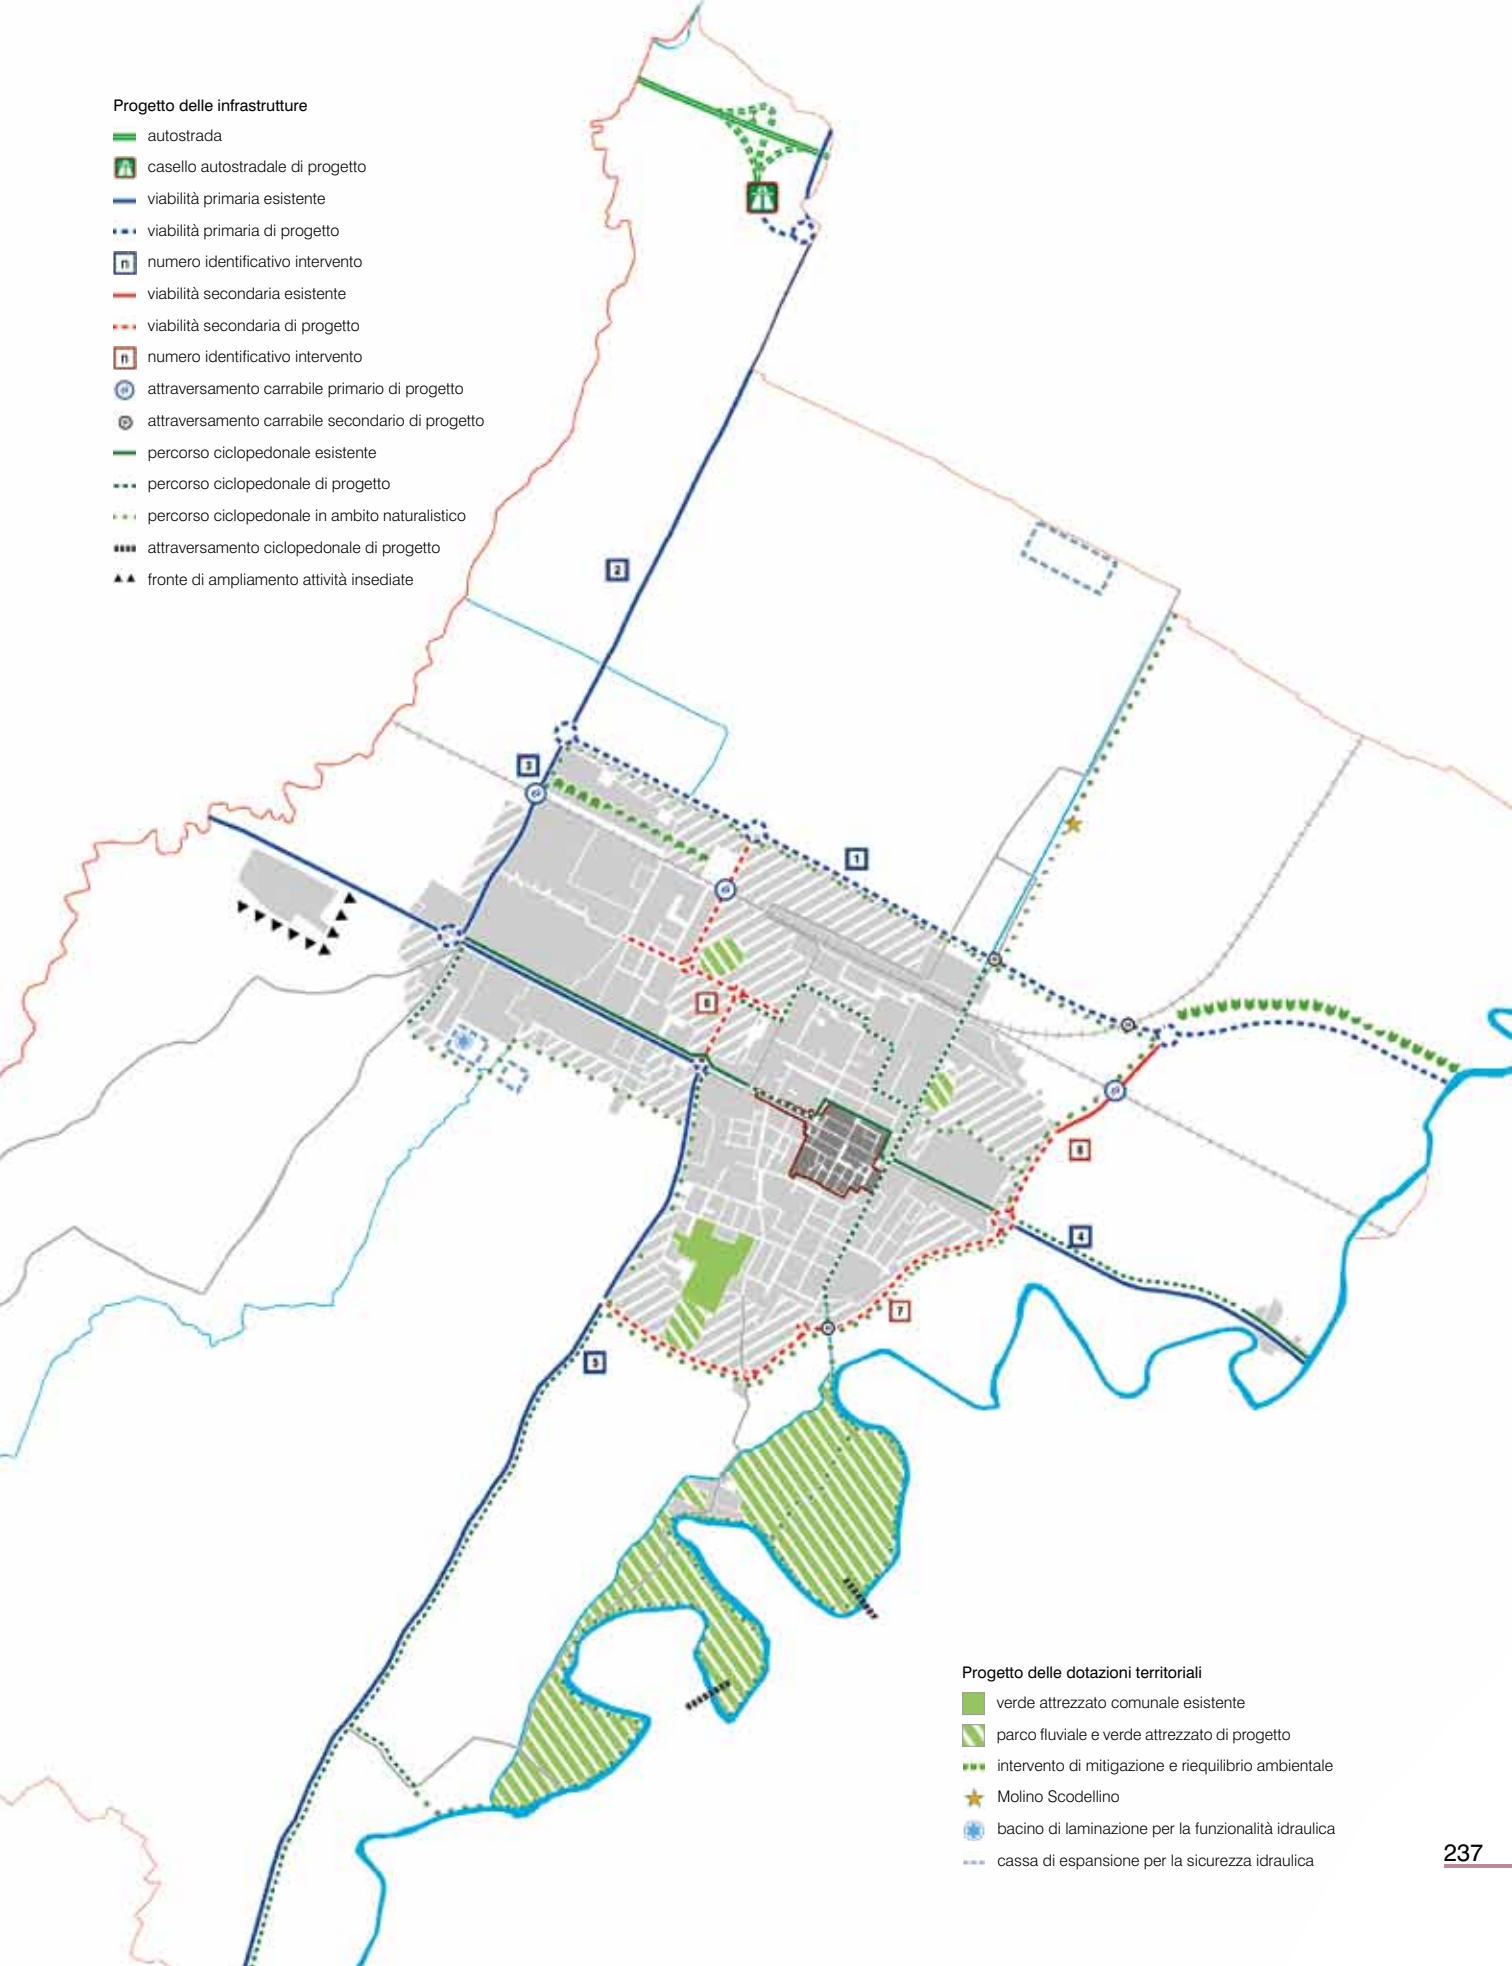 Progetto delle infrastrutture
autostrada
casello autostradale di progetto
viabilità primaria esistente
viabilità primaria di progetto
n numero identificativo intervento
viabilità secondaria esistente
viabilità secondaria di progetto
n numero identificativo intervento
attraversamento carrabile primario di progetto
attraversamento carrabile secondario di progetto
percorso ciclopedonale esistente
percorso ciclopedonale di progetto
percorso ciclopedonale in ambito naturalistico
attraversamento ciclopedonale di progetto
fronte di ampliamento attività insediate
2
3
1
4
7
Progetto delle dotazioni territoriali
verde attrezzato comunale esistente
parco fluviale e verde attrezzato di progetto
intervento di mitigazione e riequilibrio ambientale
Molino Scodellino
bacino di laminazione per la funzionalità idraulica
cassa di espansione per la sicurezza idraulica
237